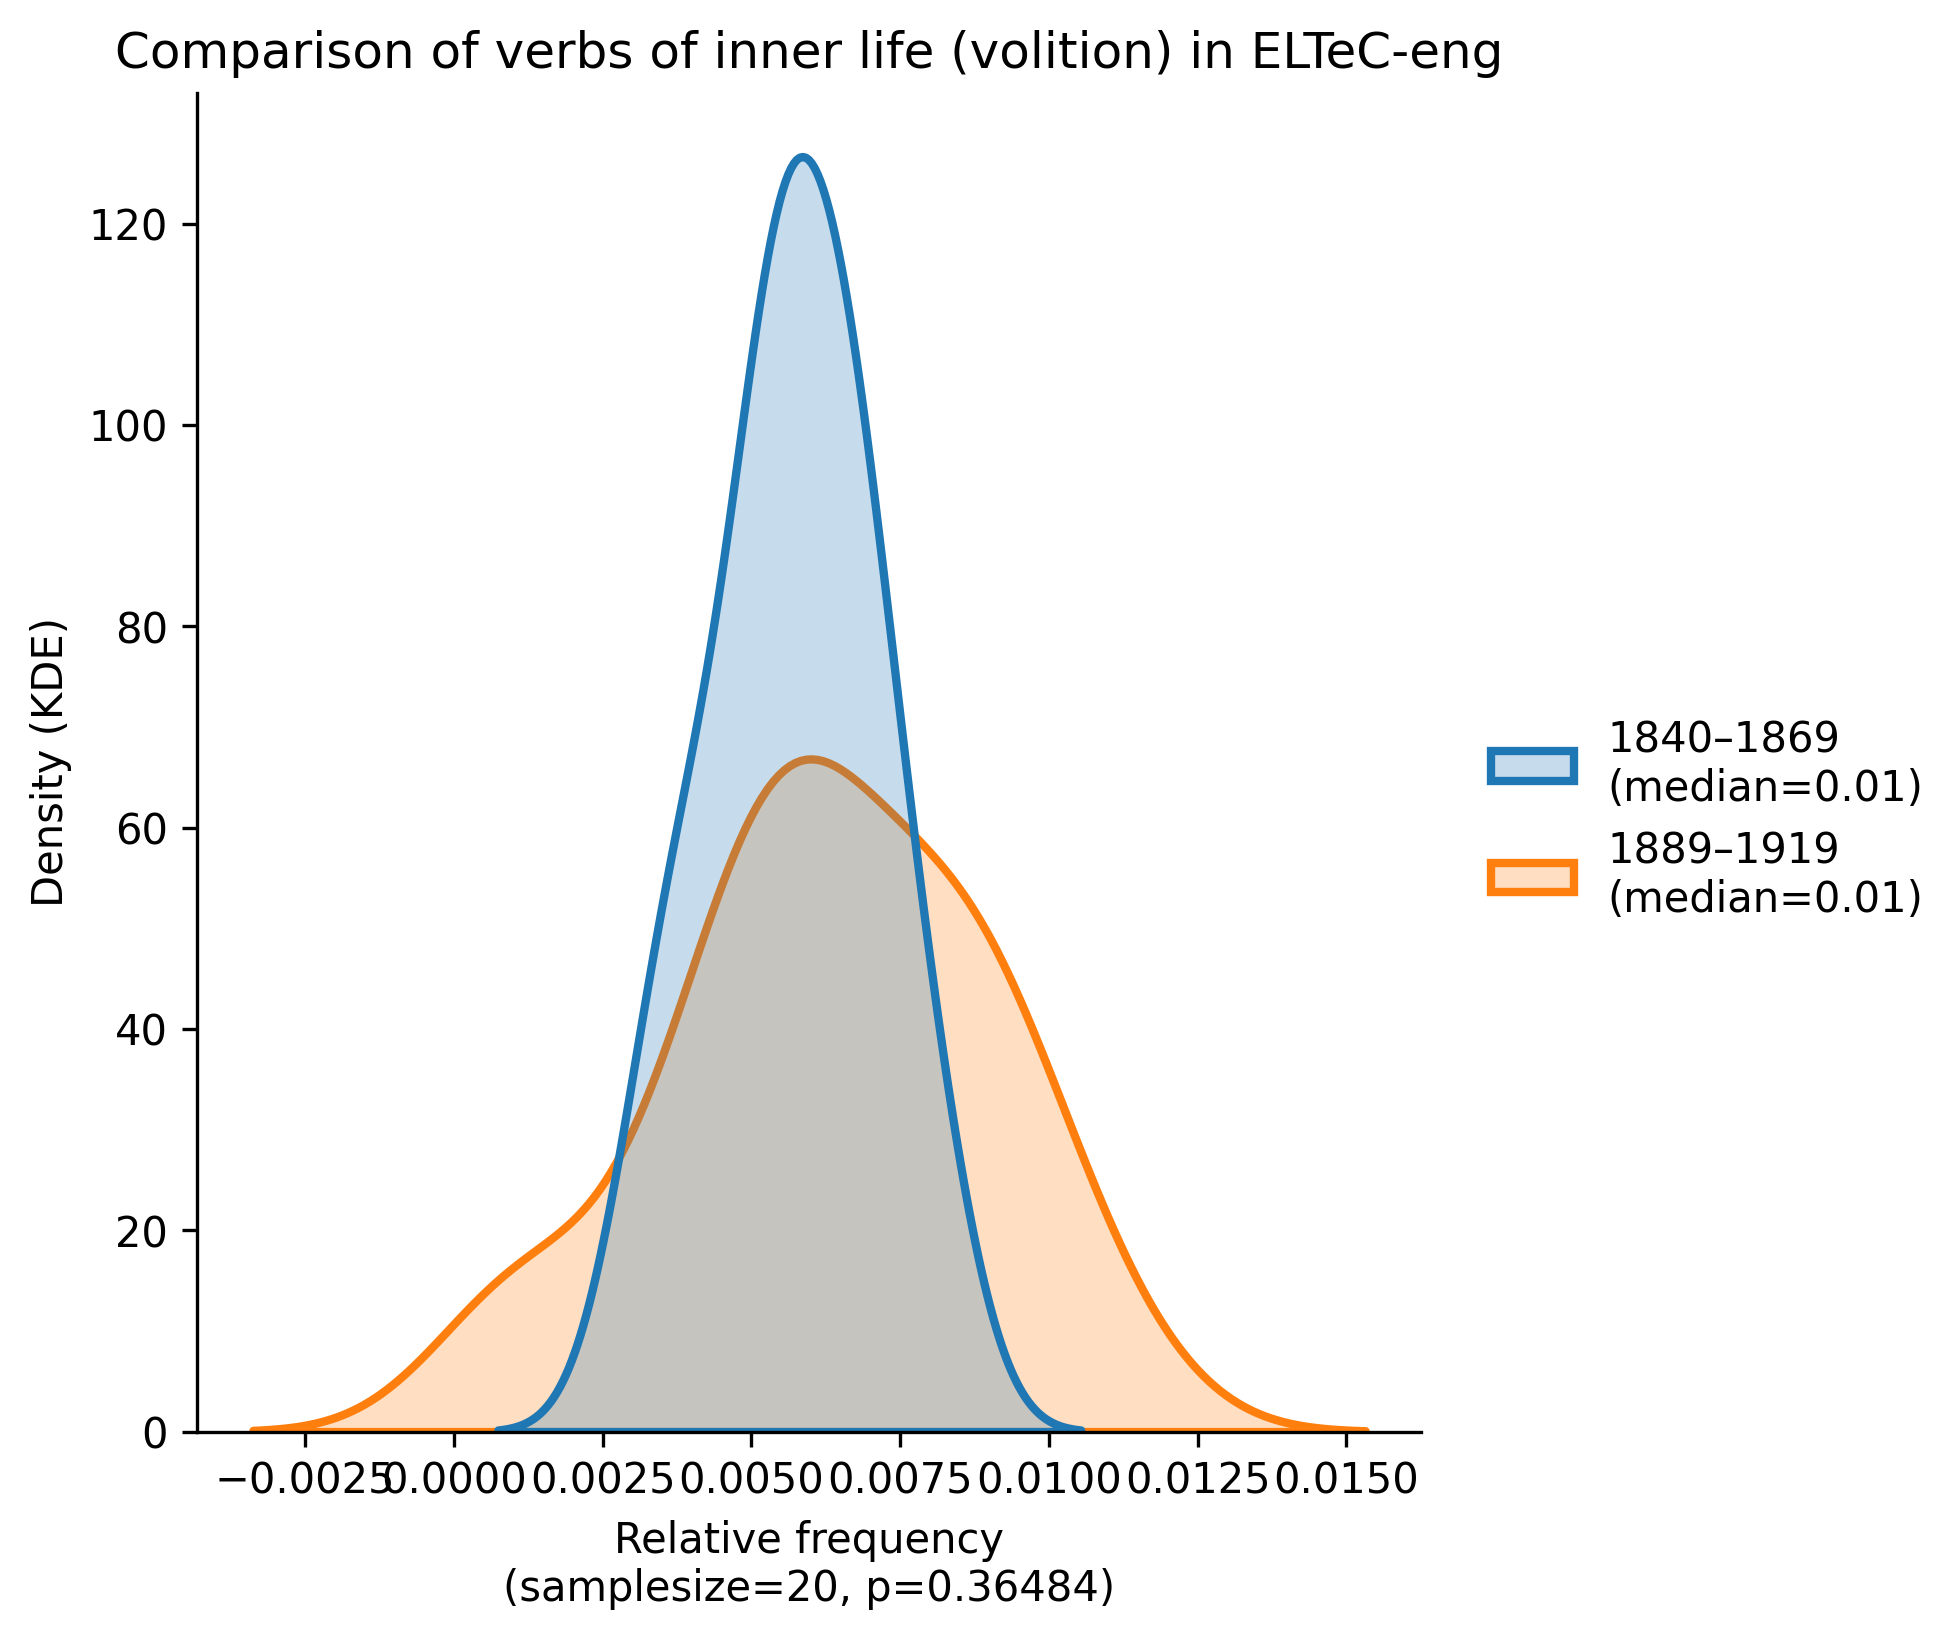 Comparison of verbs of inner life (volition) in ELTeC-eng
Density (KDE)
120
100
80
60
40
20
0
−0.0025 0.0000 0.0025 0.0050 0.0075 0.0100 0.0125 0.0150
Relative frequency
(samplesize=20, p=0.36484)
1840–1869
(median=0.01)
1889–1919
(median=0.01)